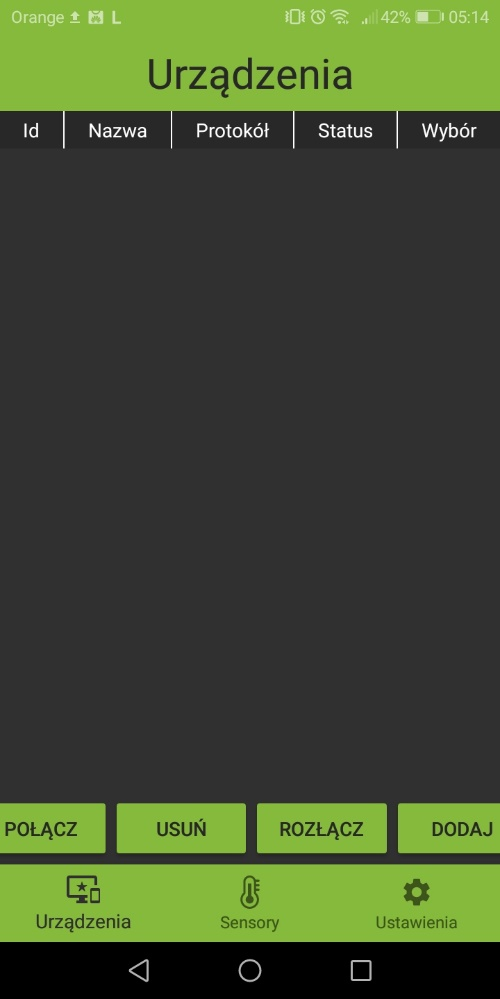 Orange L 42% 05:14
Urządzenia
Id Nazwa Protokół Status Wybór
POŁĄCZ USUŃ ROZŁĄCZ DODAJ
Urządzenia Sensory Ustawienia